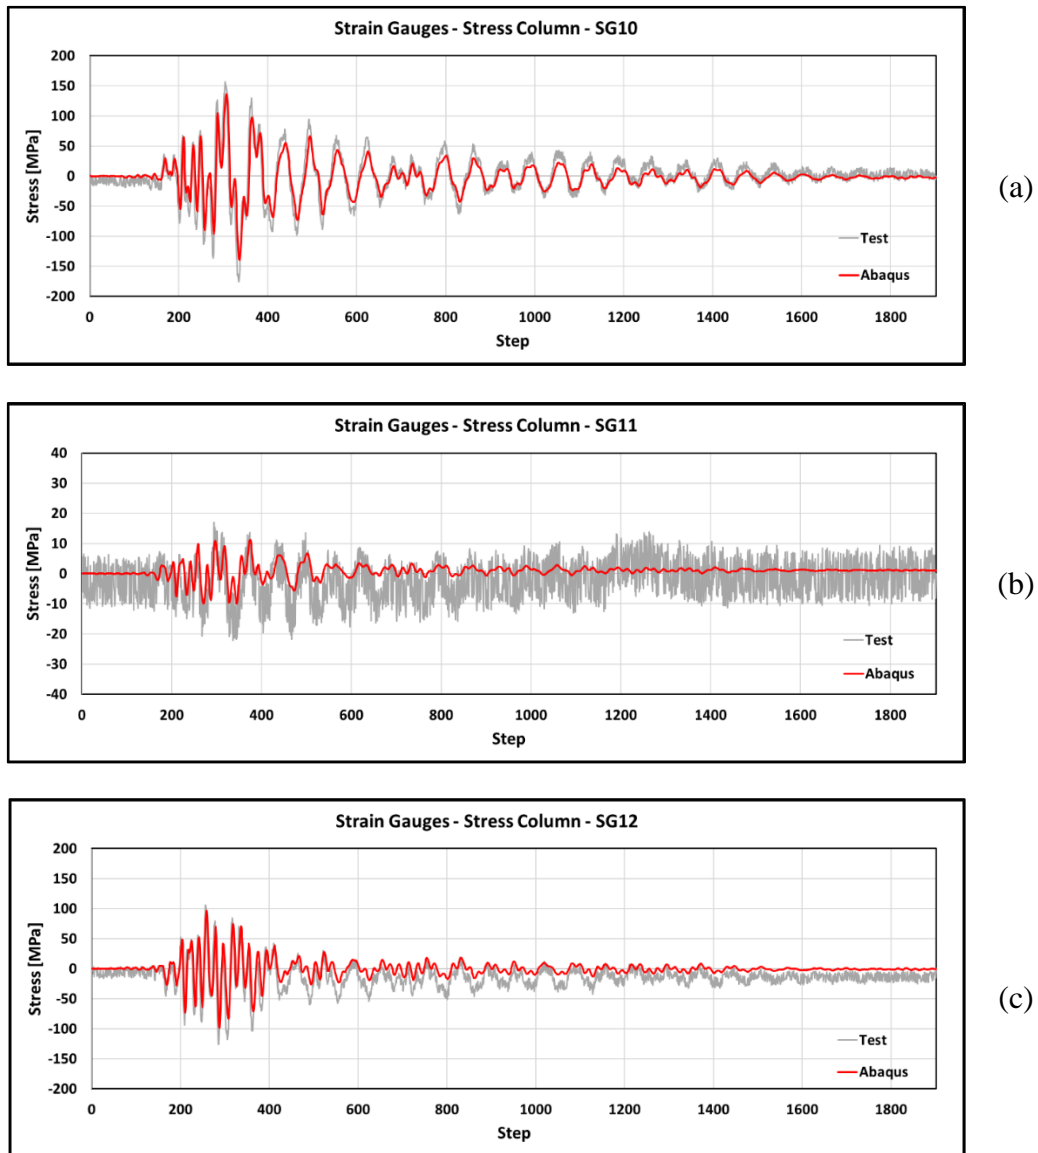 Strain Gauges - Stress Column - SG10
200
150
100
50
0
-50
-100
-150
-200
Stress [MPa]
Test
Abaqus
0 200 400 600 800 1000 1200 1400 1600 1800
Step
(a)
Strain Gauges - Stress Column - SG11
40
30
20
10
0
-10
-20
-30
-40
Stress [MPa]
Test
Abaqus
0 200 400 600 800 1000 1200 1400 1600 1800
Step
(b)
Strain Gauges - Stress Column - SG12
200
150
100
50
0
-50
-100
-150
-200
Stress [MPa]
Test
Abaqus
0 200 400 600 800 1000 1200 1400 1600 1800
Step
(c)